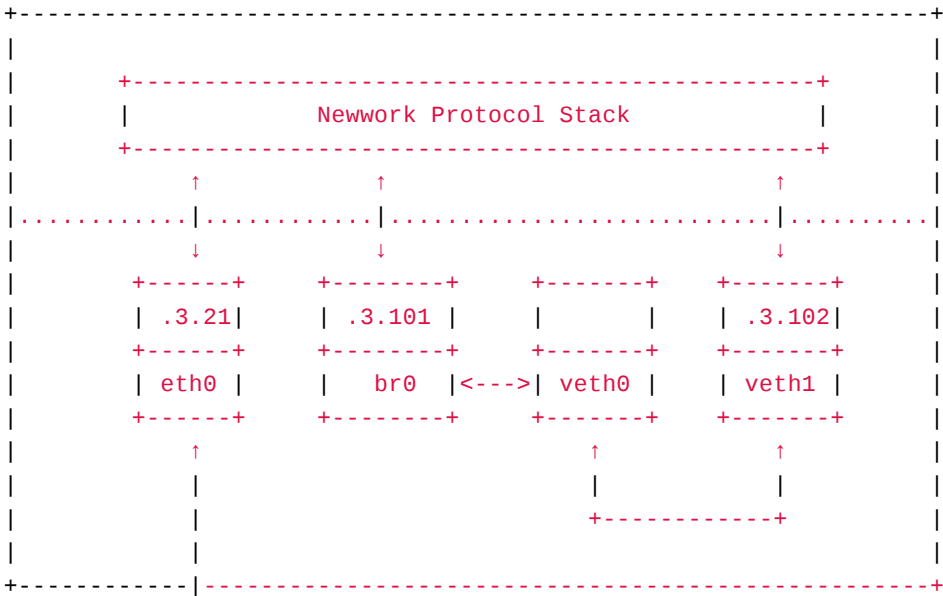 Newwork Protocol Stack
.3.21 .3.101 .3.102
eth0 br0 <---> veth0 veth1